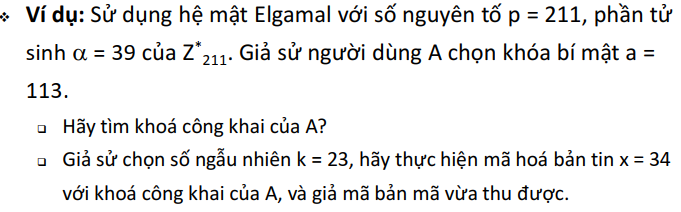 ❖ Ví dụ: Sử dụng hệ mật Elgamal với số nguyên tố p = 211, phần tử
sinh α = 39 của Z*211. Giả sử người dùng A chọn khóa bí mật a =
113.
❑ Hãy tìm khoá công khai của A?
❑ Giả sử chọn số ngẫu nhiên k = 23, hãy thực hiện mã hoá bản tin x = 34
với khoá công khai của A, và giả mã bản mã vừa thu được.